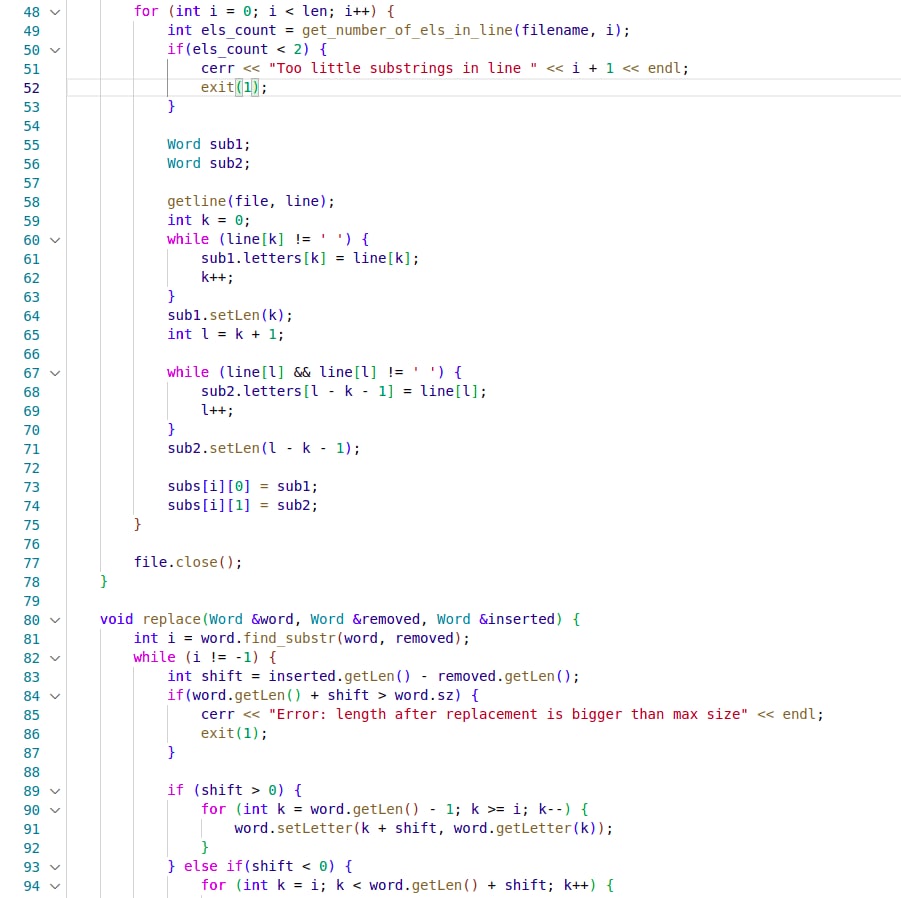 48 for (int i = 0; i < len; i++) {
49 int els_count = get_number_of_els_in_line(filename, i);
50 if(els_count < 2) {
51 cerr << "Too little substrings in line " << i + 1 << endl;
52 exit(1);
53 }
54
55 Word sub1;
56 Word sub2;
57
58 getline(file, line);
59 int k = 0;
60 while (line[k] != ' ') {
61 sub1.letters[k] = line[k];
62 k++;
63 }
64 sub1.setLen(k);
65 int l = k + 1;
66
67 while (line[l] && line[l] != ' ') {
68 sub2.letters[l - k - 1] = line[l];
69 l++;
70 }
71 sub2.setLen(l - k - 1);
72
73 subs[i][0] = sub1;
74 subs[i][1] = sub2;
75 }
76
77 file.close();
78 }
79
80 void replace(Word &word, Word &removed, Word &inserted) {
81 int i = word.find_substr(word, removed);
82 while (i != -1) {
83 int shift = inserted.getLen() - removed.getLen();
84 if(word.getLen() + shift > word.sz) {
85 cerr << "Error: length after replacement is bigger than max size" << endl;
86 exit(1);
87 }
88
89 if (shift > 0) {
90 for (int k = word.getLen() - 1; k >= i; k--) {
91 word.setLetter(k + shift, word.getLetter(k));
92 }
93 } else if(shift < 0) {
94 for (int k = i; k < word.getLen() + shift; k++) {